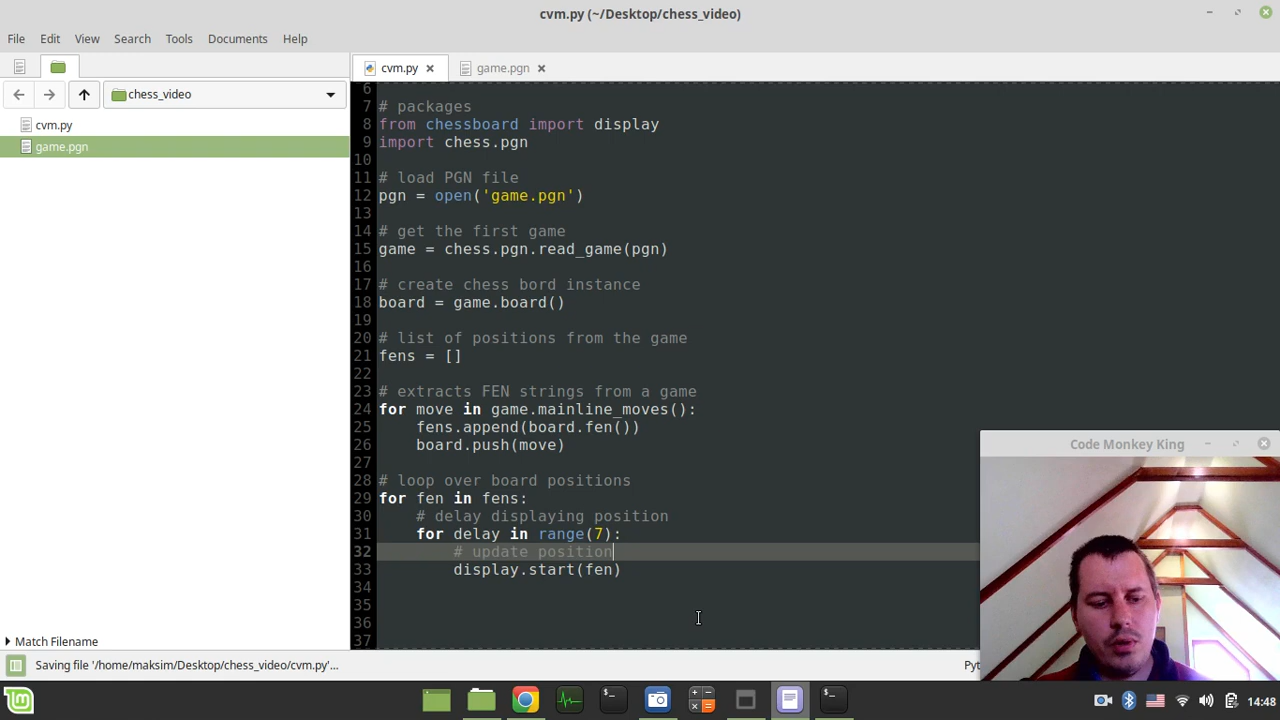 cvm.py (~/Desktop/chess_video)
File Edit View Search Tools Documents Help
cvm.py game.pgn
chess_video
cvm.py
game.pgn
6
7 # packages
8 from chessboard import display
9 import chess.pgn
10
11 # load PGN file
12 pgn = open('game.pgn')
13
14 # get the first game
15 game = chess.pgn.read_game(pgn)
16
17 # create chess bord instance
18 board = game.board()
19
20 # list of positions from the game
21 fens = []
22
23 # extracts FEN strings from a game
24 for move in game.mainline_moves():
25 fens.append(board.fen())
26 board.push(move)
27
28 # loop over board positions
29 for fen in fens:
30 # delay displaying position
31 for delay in range(7):
32 # update position
33 display.start(fen)
34
35
36
37
Code Monkey King
Match Filename
Saving file '/home/maksim/Desktop/chess_video/cvm.py'...
14:48